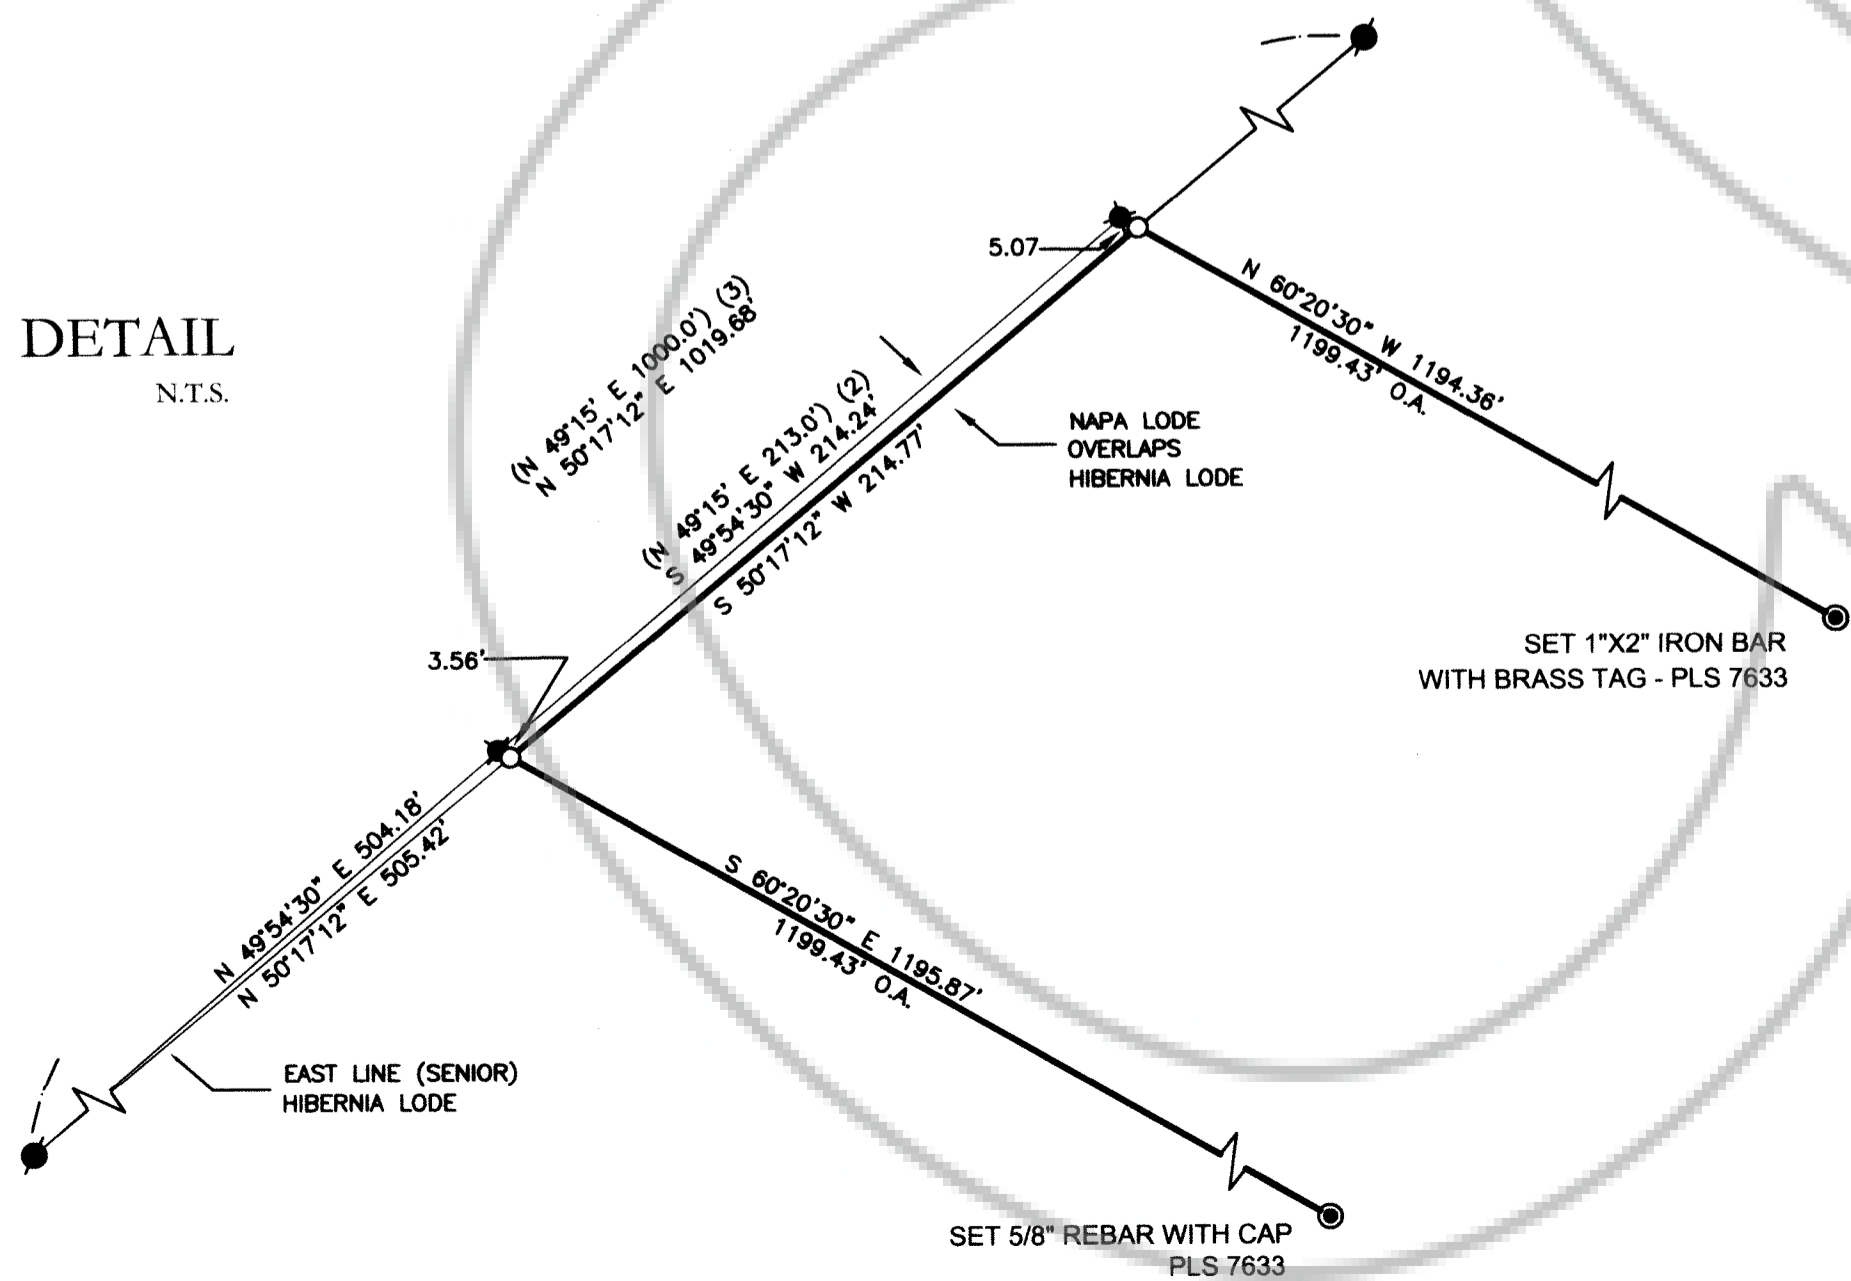 DETAIL
N.T.S.
(N 49°15' E 1000.0') (3)
N 50°17'12" E 1019.68'
5.07
N 60°20'30" W 1194.36'
1199.43' O.A.
(N 49°15' E 213.0') (2)
S 49°54'30" W 214.24'
S 50°17'12" W 214.77'
NAPA LODE
OVERLAPS
HIBERNIA LODE
3.56'
SET 1"X2" IRON BAR
WITH BRASS TAG - PLS 7633
N 49°54'30" E 504.18'
N 50°17'12" E 505.42'
S 60°20'30" E 1195.87'
1199.43' O.A.
EAST LINE (SENIOR)
HIBERNIA LODE
SET 5/8" REBAR WITH CAP
PLS 7633